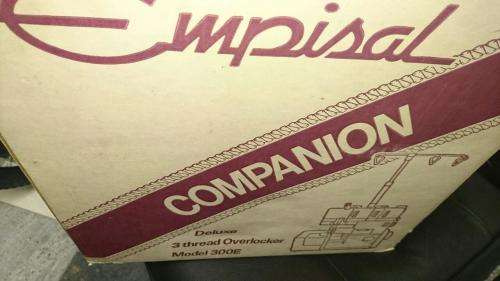 Empisal
COMPANION
Deluxe
3 thread Overlocker
Model 300E